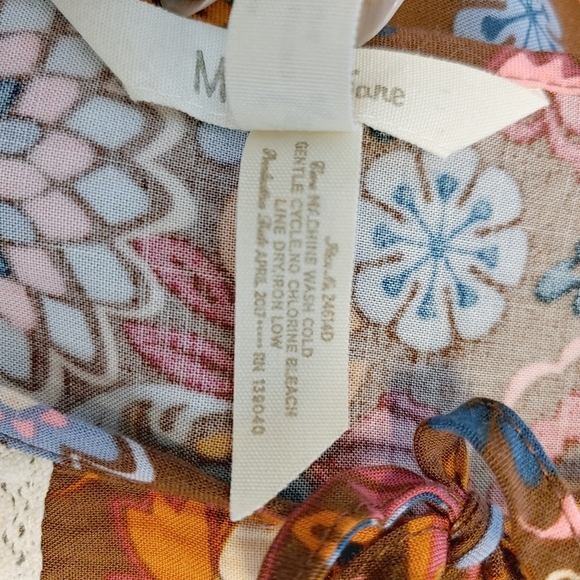 M Jane
Item No 24614D
Care MACHINE WASH COLD
GENTLE CYCLE,NO CHLORINE BLEACH
LINE DRY,IRON LOW
Production Date APRIL 2017***** RN 139040